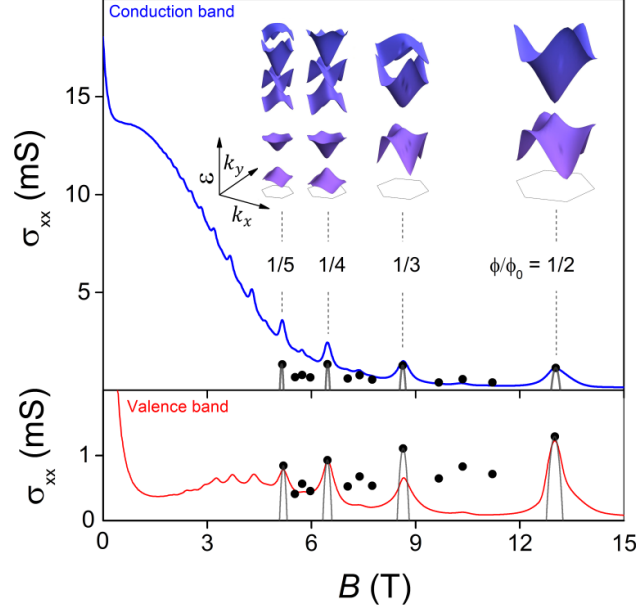 Conduction band
15
10
5
σxx (mS)
ε
ky
kx
1/5
1/4
1/3
ϕ/ϕ0 = 1/2
Valence band
1
0
σxx (mS)
0
3
6
9
12
15
B (T)